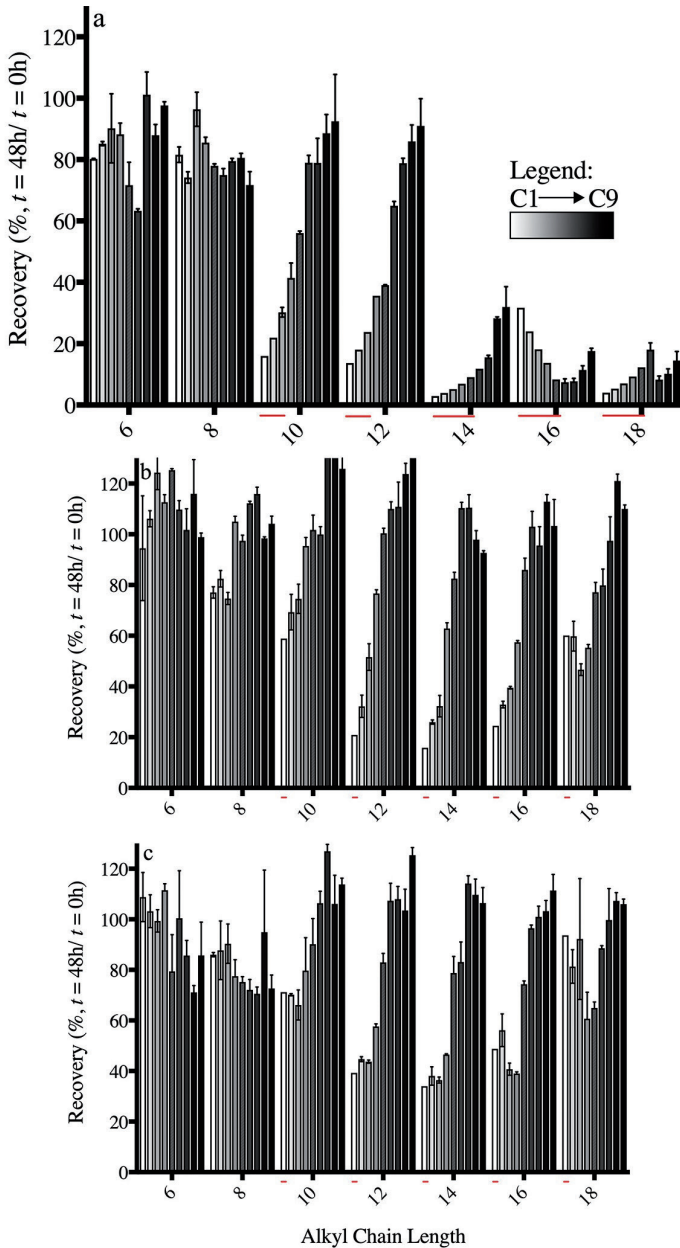 a
120
100
80
60
40
20
0
Recovery (%, t = 48h/ t = 0h)
Legend:
C1 → C9
6 8 10 12 14 16 18
b
120
100
80
60
40
20
0
Recovery (%, t = 48h/ t = 0h)
6 8 10 12 14 16 18
c
120
100
80
60
40
20
0
Recovery (%, t = 48h/ t = 0h)
6 8 10 12 14 16 18
Alkyl Chain Length